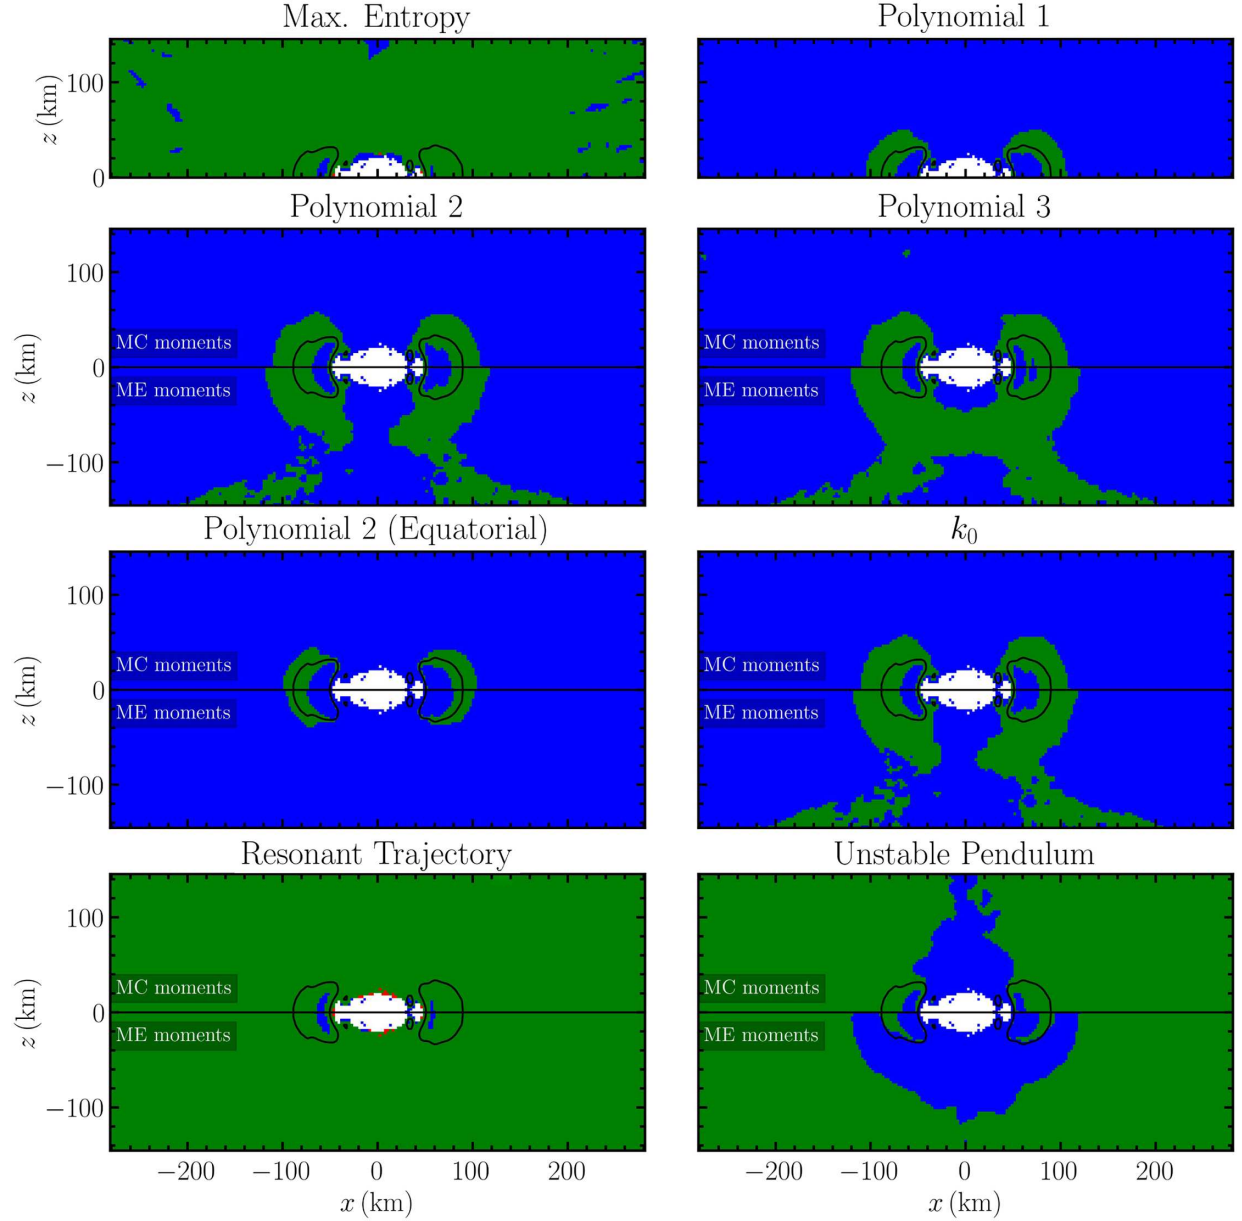 Max. Entropy
Polynomial 1
z (km)
100
0
Polynomial 2
Polynomial 3
z (km)
100
0
−100
MC moments
ME moments
MC moments
ME moments
Polynomial 2 (Equatorial)
k₀
z (km)
100
0
−100
MC moments
ME moments
MC moments
ME moments
Resonant Trajectory
Unstable Pendulum
z (km)
100
0
−100
MC moments
ME moments
MC moments
ME moments
−200 −100 0 100 200
−200 −100 0 100 200
x (km)
x (km)